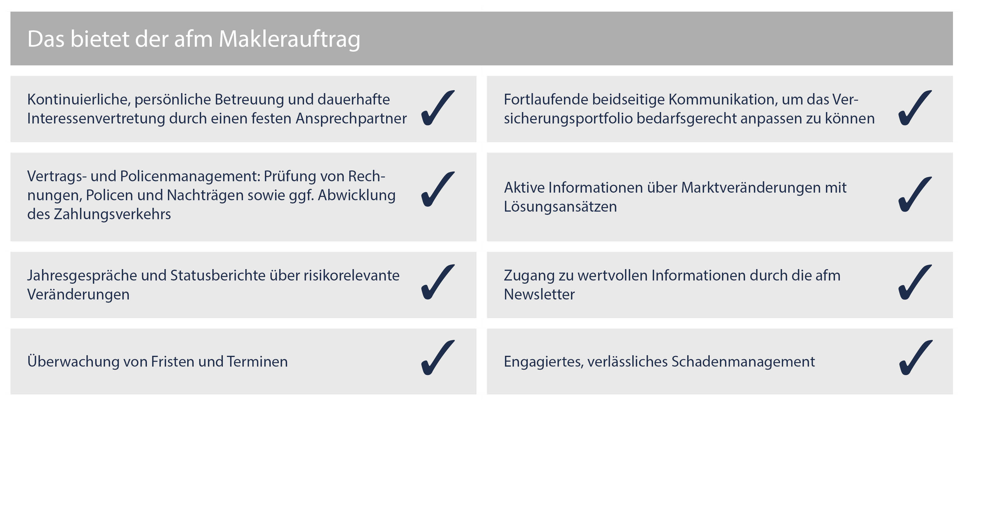 Das bietet der afm Maklerauftrag
Kontinuierliche, persönliche Betreuung und dauerhafte
Interessenvertretung durch einen festen Ansprechpartner
✓
Fortlaufende beidseitige Kommunikation, um das Ver-
sicherungsportfolio bedarfsgerecht anpassen zu können
✓
Vertrags- und Policenmanagement: Prüfung von Rech-
nungen, Policen und Nachträgen sowie ggf. Abwicklung
des Zahlungsverkehrs
✓
Aktive Informationen über Marktveränderungen mit
Lösungsansätzen
✓
Jahresgespräche und Statusberichte über risikorelevante
Veränderungen
✓
Zugang zu wertvollen Informationen durch die afm
Newsletter
✓
Überwachung von Fristen und Terminen
✓
Engagiertes, verlässliches Schadenmanagement
✓